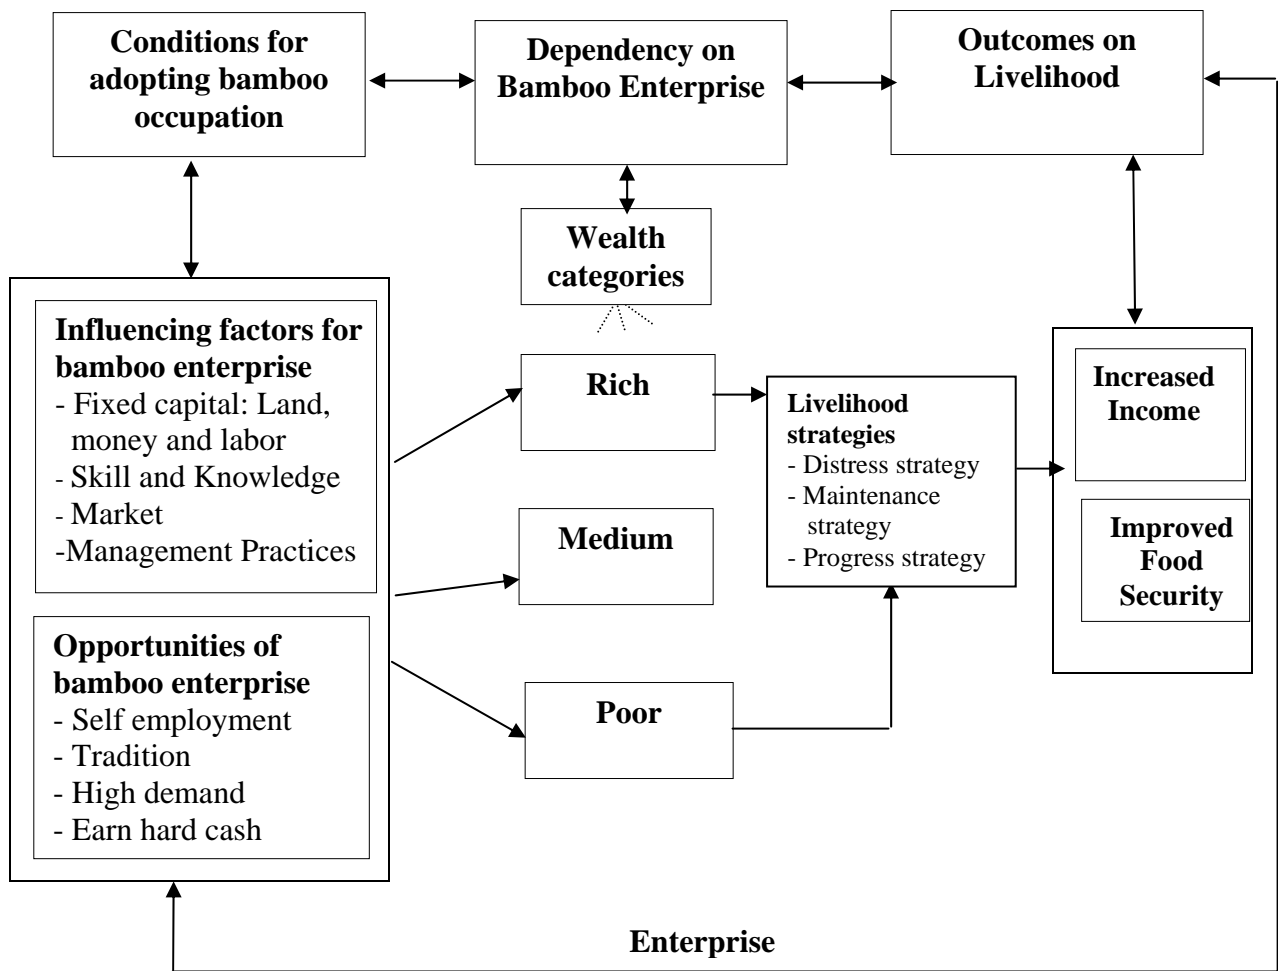 Conditions for
adopting bamboo
occupation
Dependency on
Bamboo Enterprise
Outcomes on
Livelihood
Wealth
categories
Influencing factors for
bamboo enterprise
- Fixed capital: Land,
money and labor
- Skill and Knowledge
- Market
-Management Practices
Opportunities of
bamboo enterprise
- Self employment
- Tradition
- High demand
- Earn hard cash
Rich
Medium
Poor
Livelihood
strategies
- Distress strategy
- Maintenance
strategy
- Progress strategy
Increased
Income
Improved
Food
Security
Enterprise